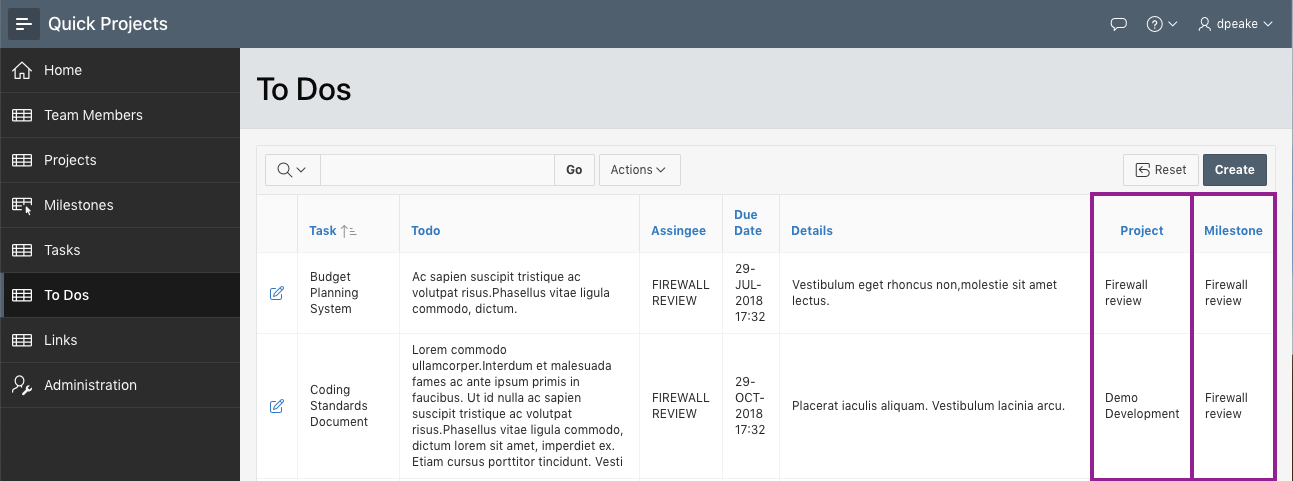 Quick Projects
dpeake
Home
Team Members
Projects
Milestones
Tasks
To Dos
Links
Administration
To Dos
Go
Actions
Reset
Create
Task
Todo
Assingee
Due
Date
Details
Project
Milestone
Budget
Planning
System
Ac sapien suscipit tristique ac
volutpat risus.Phasellus vitae ligula
commodo, dictum.
FIREWALL
REVIEW
29-
JUL-
2018
17:32
Vestibulum eget rhoncus non,molestie sit amet
lectus.
Firewall
review
Firewall
review
Coding
Standards
Document
Lorem commodo
ullamcorper.Interdum et malesuada
fames ac ante ipsum primis in
faucibus. Ut id nulla ac sapien
suscipit tristique ac volutpat
risus.Phasellus vitae ligula commodo,
dictum lorem sit amet, imperdiet ex.
Etiam cursus porttitor tincidunt. Vesti
FIREWALL
REVIEW
29-
OCT-
2018
17:32
Placerat iaculis aliquam. Vestibulum lacinia arcu.
Demo
Development
Firewall
review